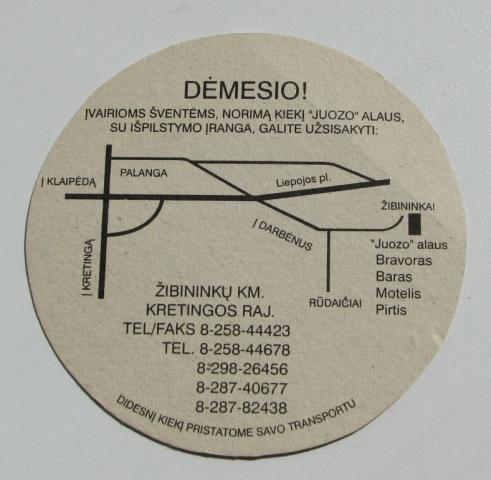 DĖMESIO!
ĮVAIRIOMS ŠVENTĖMS, NORIMĄ KIEKĮ "JUOZO" ALAUS,
SU IŠPILSTYMO ĮRANGA, GALITE UŽSISAKYTI:
Į KLAIPĖDĄ
PALANGA
Liepojos pl.
Į KRETINGĄ
Į DARBĖNUS
ŽIBININKAI
RŪDAIČIAI
"Juozo" alaus
Bravoras
Baras
Motelis
Pirtis
ŽIBININKŲ KM.
KRETINGOS RAJ.
TEL/FAKS 8-258-44423
TEL. 8-258-44678
8-298-26456
8-287-40677
8-287-82438
DIDESNĮ KIEKĮ PRISTATOME SAVO TRANSPORTU